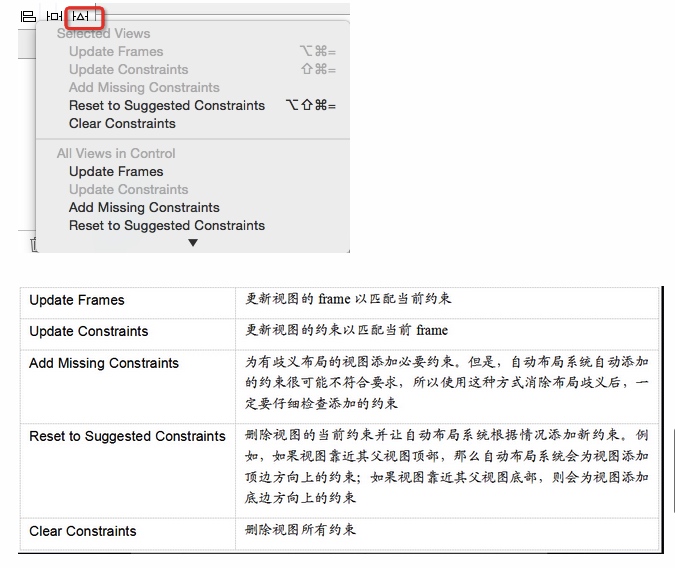 Selected Views
Update Frames ⌥⌘=
Update Constraints ⇧⌘=
Add Missing Constraints
Reset to Suggested Constraints ⌥⇧⌘=
Clear Constraints
All Views in Control
Update Frames
Update Constraints
Add Missing Constraints
Reset to Suggested Constraints
Update Frames 更新视图的 frame 以匹配当前约束
Update Constraints 更新视图的约束以匹配当前 frame
Add Missing Constraints 为有歧义布局的视图添加必要约束。但是，自动布局系统自动添加
的约束很可能不符合要求，所以使用这种方式消除布局歧义后，一
定要仔细检查添加的约束
Reset to Suggested Constraints 删除视图的当前约束并让自动布局系统根据情况添加新约束。例
如，如果视图靠近其父视图顶部，那么自动布局系统会为视图添加
顶边方向上的约束；如果视图靠近其父视图底部，则会为视图添加
底边方向上的约束
Clear Constraints 删除视图所有约束